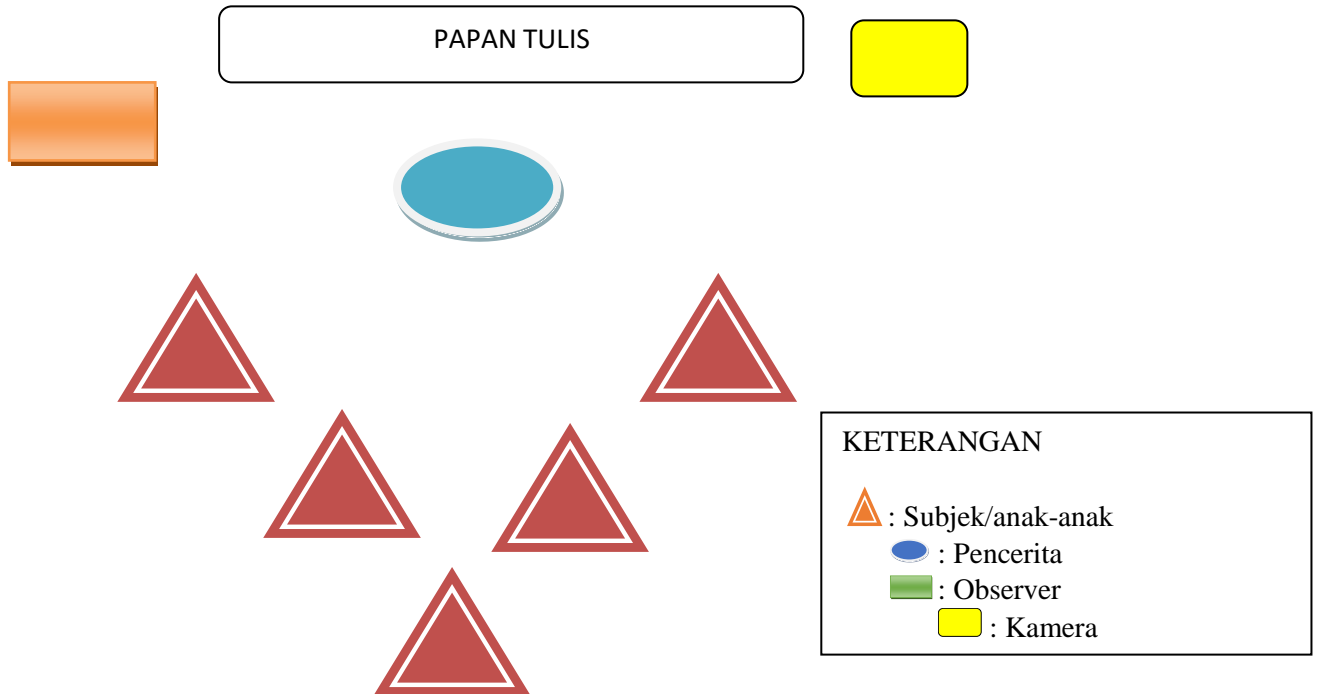 PAPAN TULIS
KETERANGAN
: Subjek/anak-anak
: Pencerita
: Observer
: Kamera